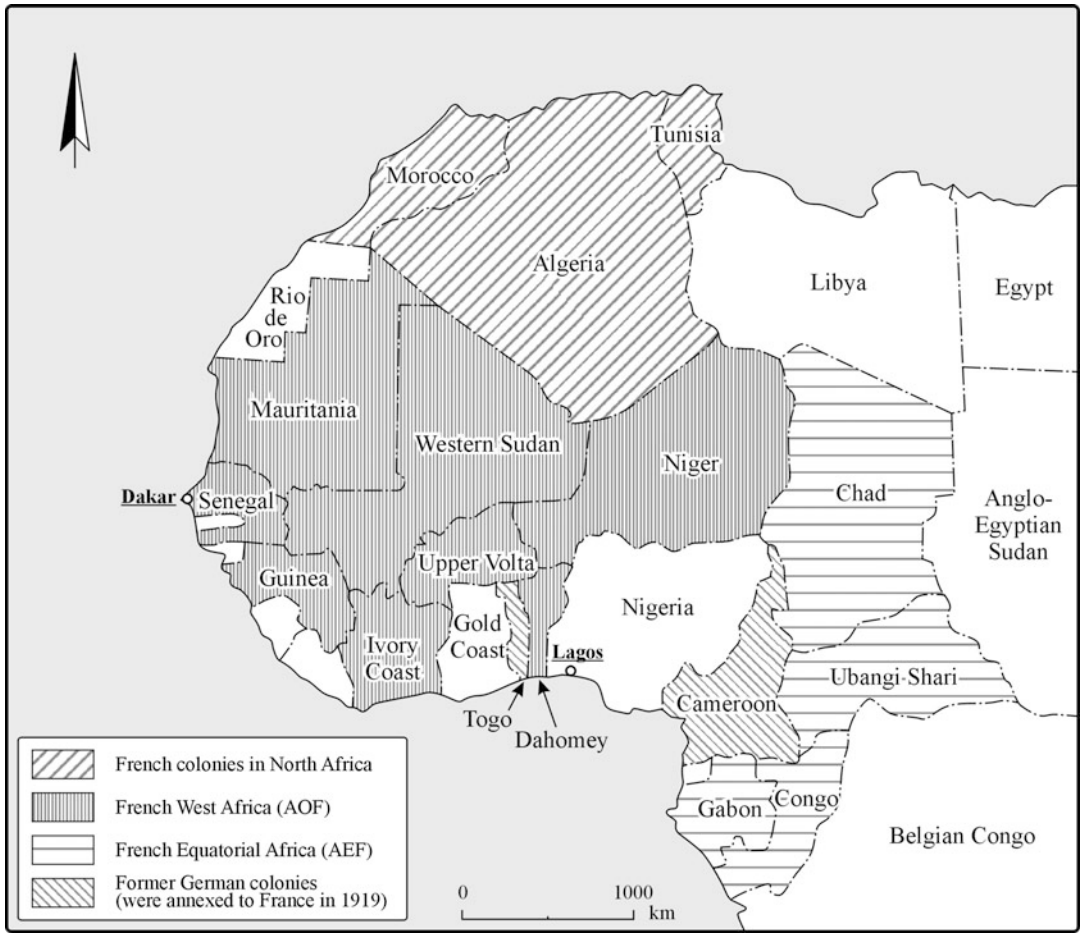 Tunisia
Morocco
Algeria
Libya
Egypt
Rio
de
Oro
Mauritania
Western Sudan
Niger
Chad
Dakar
Senegal
Anglo-
Egyptian
Sudan
Upper Volta
Guinea
Nigeria
Gold
Coast
Ivory
Coast
Lagos
Ubangi-Shari
Cameroon
Togo
Dahomey
Gabon
Congo
Belgian Congo
French colonies in North Africa
French West Africa (AOF)
French Equatorial Africa (AEF)
Former German colonies
(were annexed to France in 1919)
0 1000
km